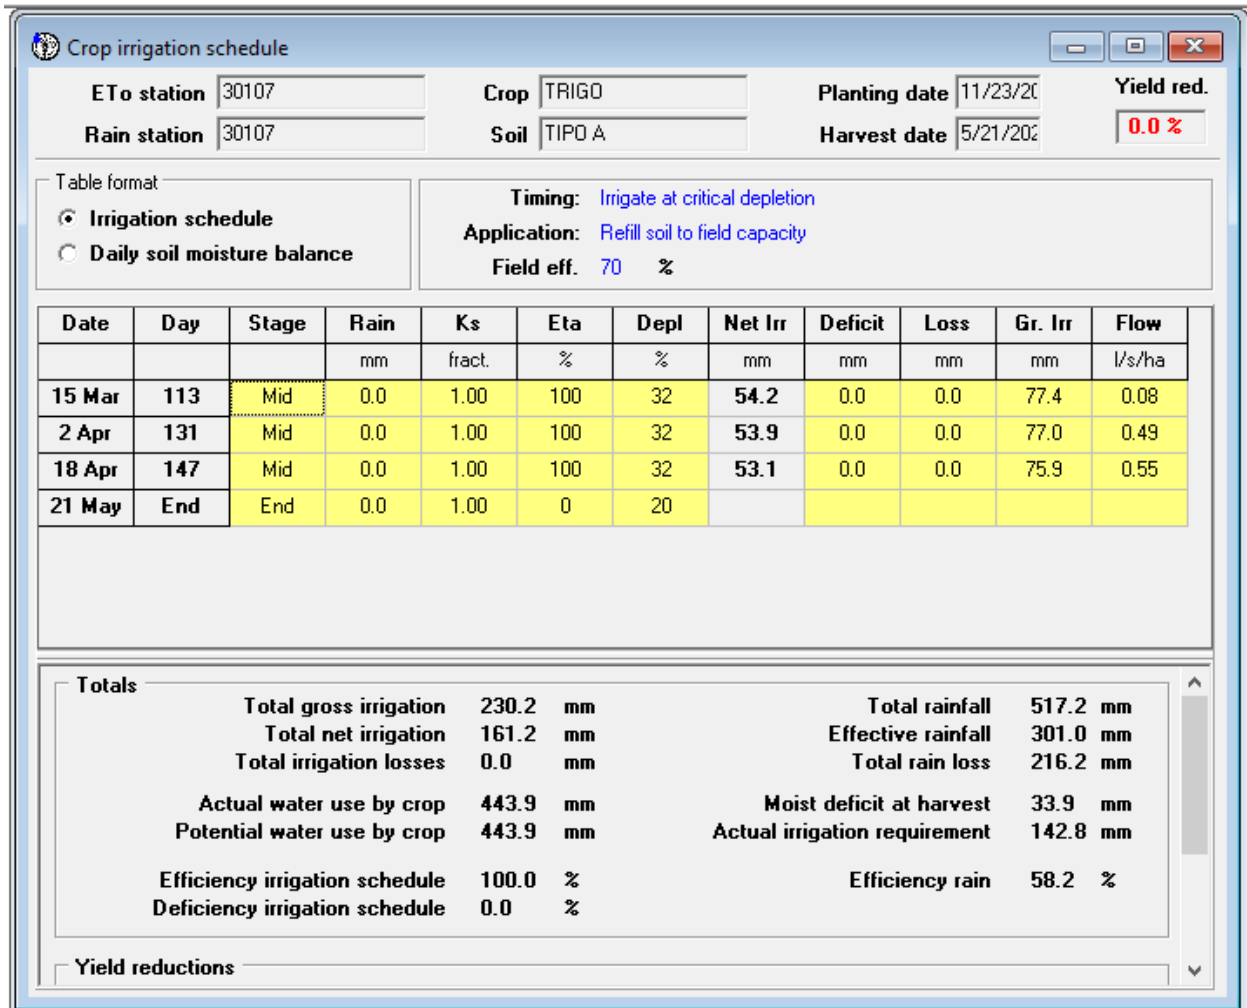 Crop irrigation schedule
ETo station 30107 Crop TRIGO Planting date 11/23/20 Yield red.
Rain station 30107 Soil TIPO A Harvest date 5/21/202 0.0 %
Table format
Irrigation schedule
Daily soil moisture balance
Timing: Irrigate at critical depletion
Application: Refill soil to field capacity
Field eff. 70 %
Date Day Stage Rain Ks Eta Depl Net Irr Deficit Loss Gr. Irr Flow
mm fract. % % mm mm mm mm l/s/ha
15 Mar 113 Mid 0.0 1.00 100 32 54.2 0.0 0.0 77.4 0.08
2 Apr 131 Mid 0.0 1.00 100 32 53.9 0.0 0.0 77.0 0.49
18 Apr 147 Mid 0.0 1.00 100 32 53.1 0.0 0.0 75.9 0.55
21 May End End 0.0 1.00 0 20
Totals
Total gross irrigation 230.2 mm Total rainfall 517.2 mm
Total net irrigation 161.2 mm Effective rainfall 301.0 mm
Total irrigation losses 0.0 mm Total rain loss 216.2 mm
Actual water use by crop 443.9 mm Moist deficit at harvest 33.9 mm
Potential water use by crop 443.9 mm Actual irrigation requirement 142.8 mm
Efficiency irrigation schedule 100.0 % Efficiency rain 58.2 %
Deficiency irrigation schedule 0.0 %
Yield reductions